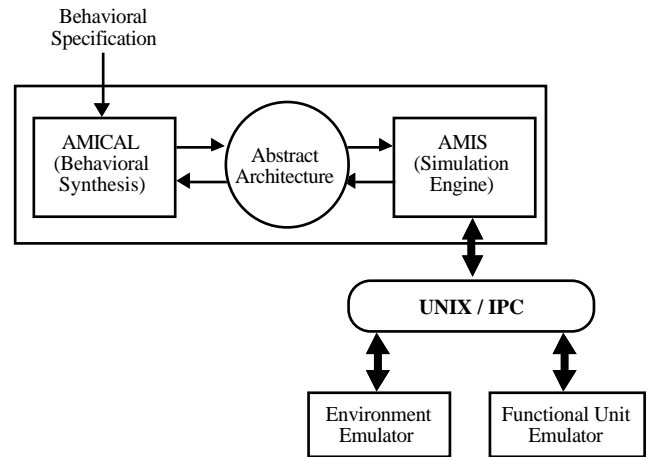 Behavioral
Specification
AMICAL
(Behavioral
Synthesis)
Abstract
Architecture
AMIS
(Simulation
Engine)
UNIX / IPC
Environment
Emulator
Functional Unit
Emulator